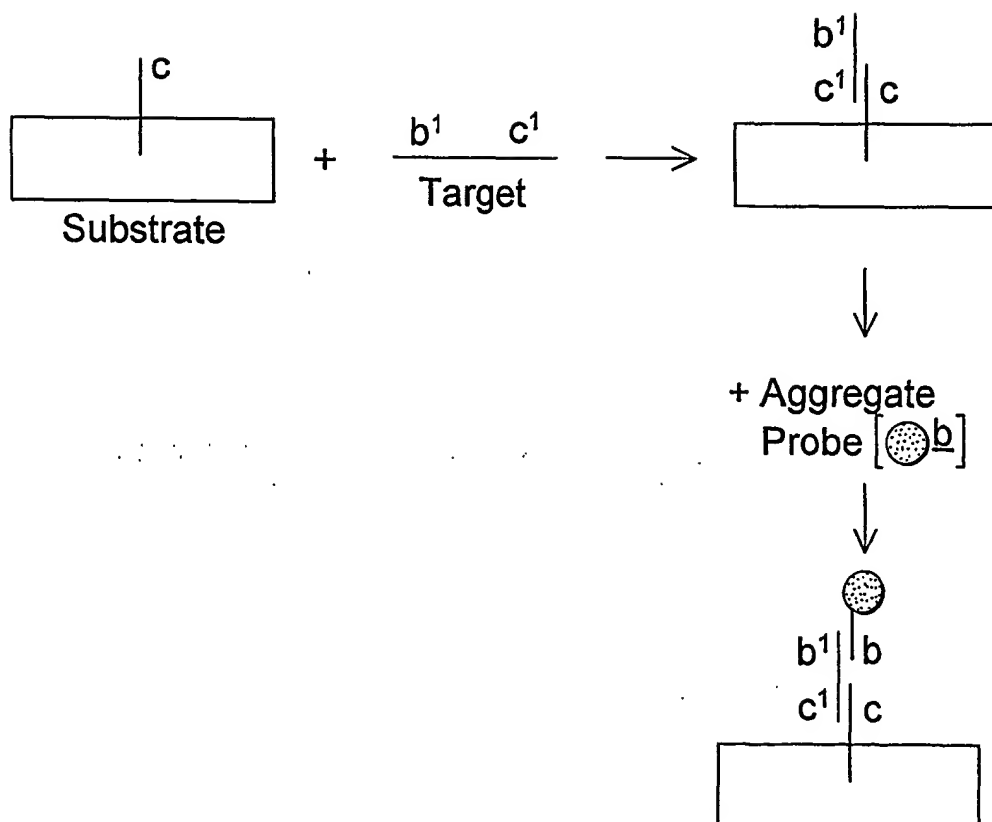 c
Substrate
+
b¹ c¹
Target
b¹
c¹ c
+ Aggregate
Probe [ b]
b¹ b
c¹ c